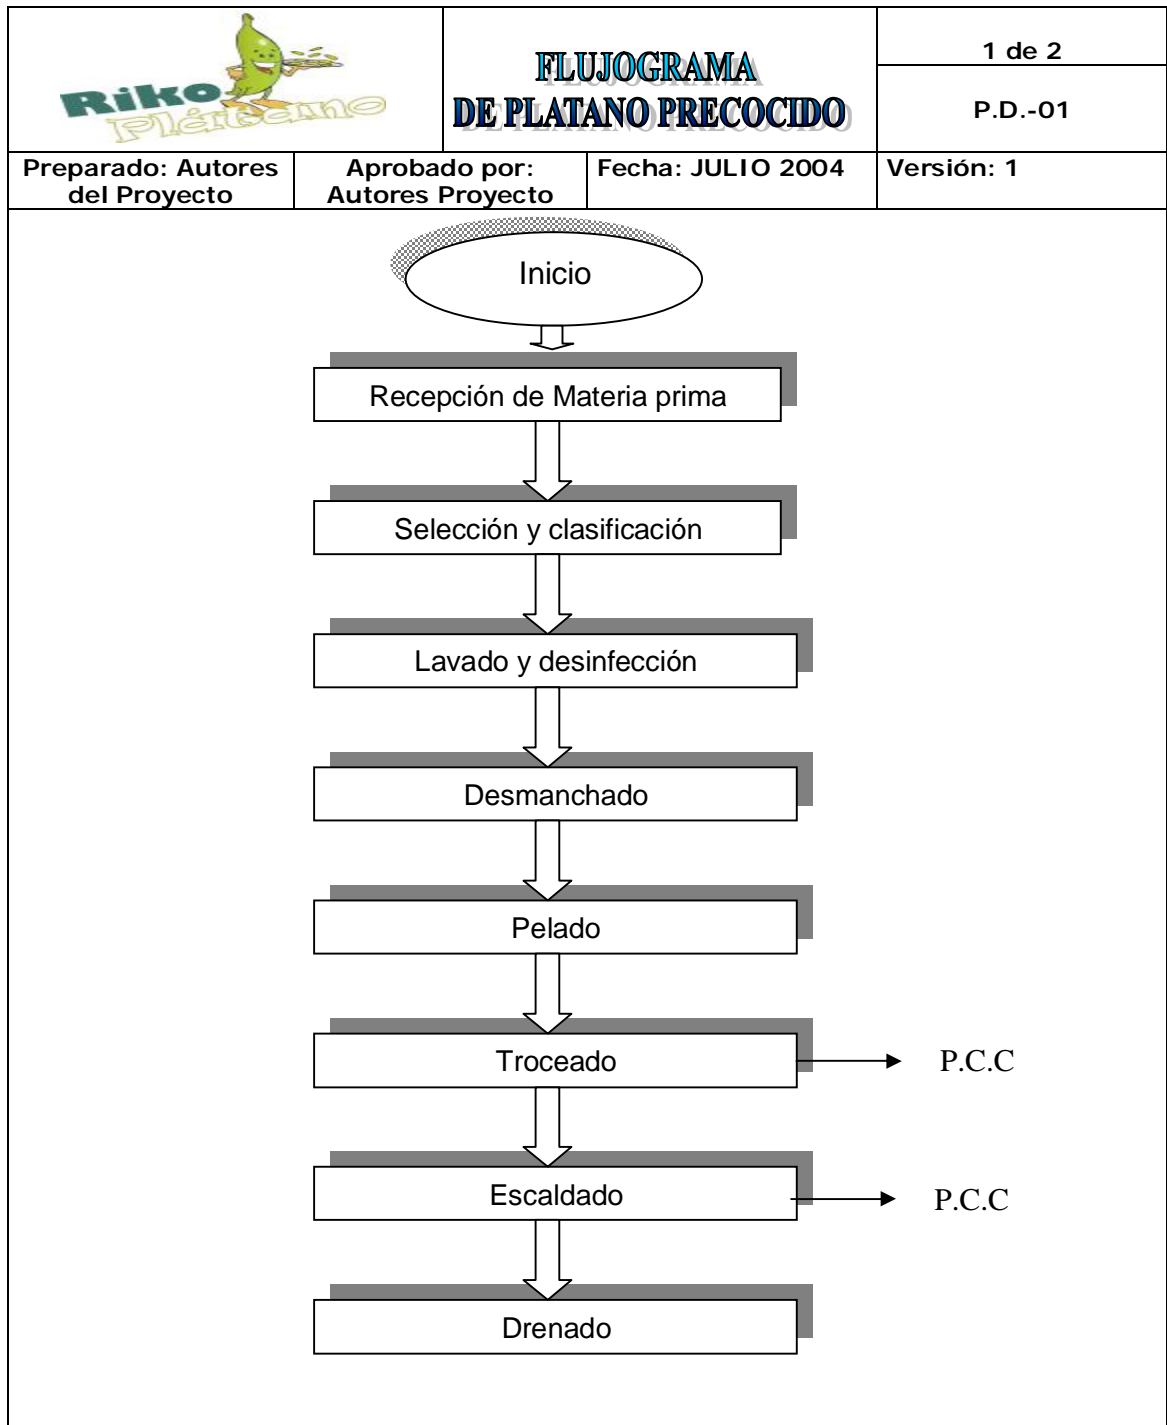 Riko
Plátano
FLUJOGRAMA
DE PLATANO PRECOCIDO
1 de 2
P.D.-01
Preparado: Autores
del Proyecto
Aprobado por:
Autores Proyecto
Fecha: JULIO 2004
Versión: 1
Inicio
Recepción de Materia prima
Selección y clasificación
Lavado y desinfección
Desmanchado
Pelado
Troceado
P.C.C
Escaldado
P.C.C
Drenado